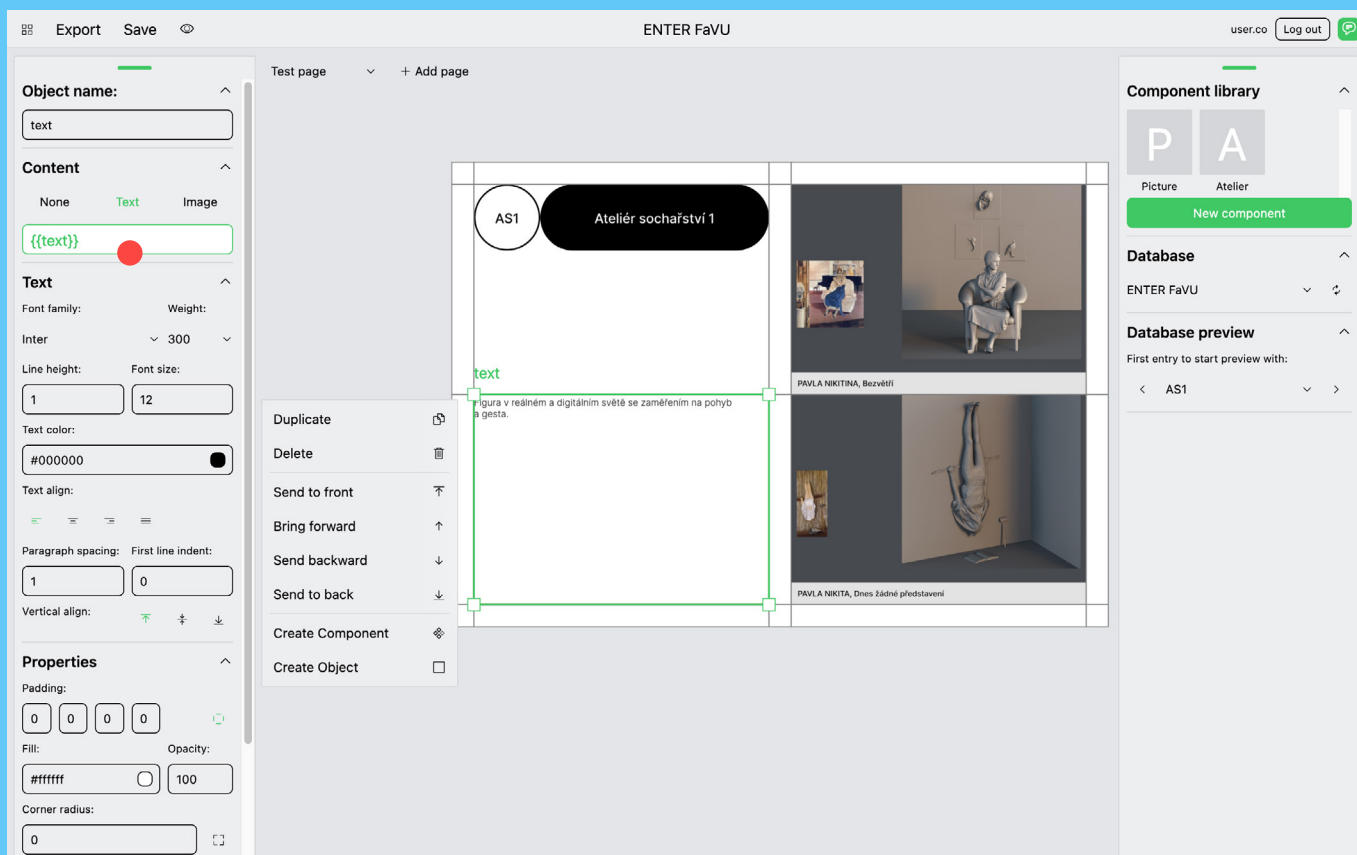 Export Save
ENTER FaVU
user.co Log out
Object name:
text
Content
None Text Image
{{text}}
Text
Font family: Weight:
Inter 300
Line height: Font size:
1 12
Text color:
#000000
Text align:
Paragraph spacing: First line indent:
1 0
Vertical align:
Properties
Padding:
0 0 0 0
Fill: Opacity:
#ffffff 100
Corner radius:
0
Test page + Add page
Duplicate
Delete
Send to front
Bring forward
Send backward
Send to back
Create Component
Create Object
AS1 Ateliér sochařství 1
text
Figura v reálném a digitálním světě se zaměřením na pohyb
a gesta.
PAVLA NIKITINA, Bezvětří
PAVLA NIKITA, Dnes žádné představení
Component library
P A
Picture Atelier
New component
Database
ENTER FaVU
Database preview
First entry to start preview with:
AS1